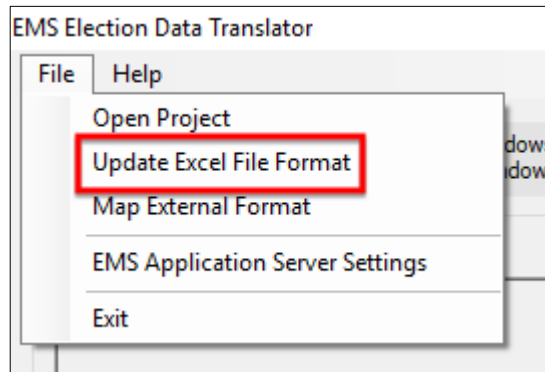 EMS Election Data Translator
File Help
Open Project
Update Excel File Format
Map External Format
EMS Application Server Settings
Exit